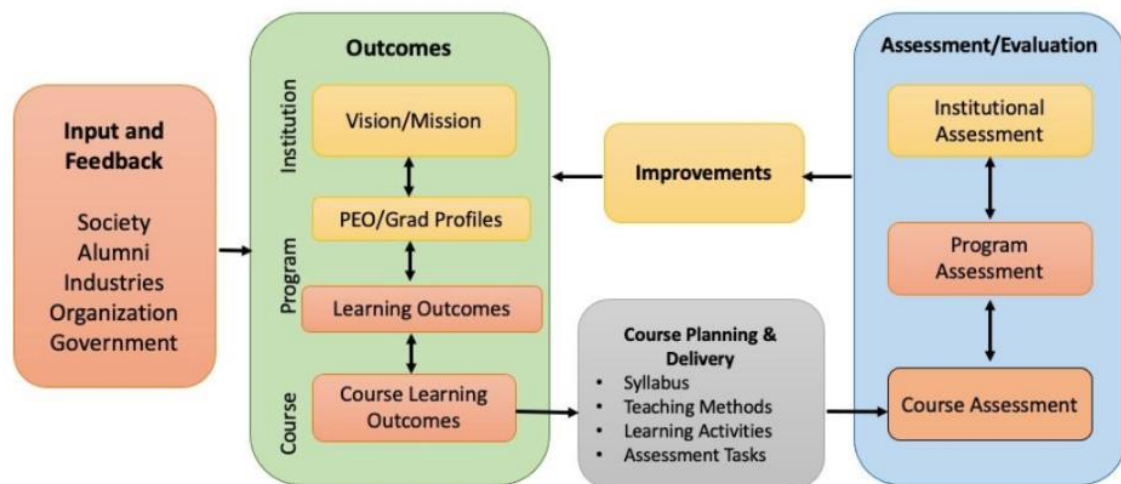 Input and
Feedback
Society
Alumni
Industries
Organization
Government
Outcomes
Institution
Vision/Mission
PEO/Grad Profiles
Program
Learning Outcomes
Course
Course Learning
Outcomes
Improvements
Course Planning &
Delivery
• Syllabus
• Teaching Methods
• Learning Activities
• Assessment Tasks
Assessment/Evaluation
Institutional
Assessment
Program
Assessment
Course Assessment